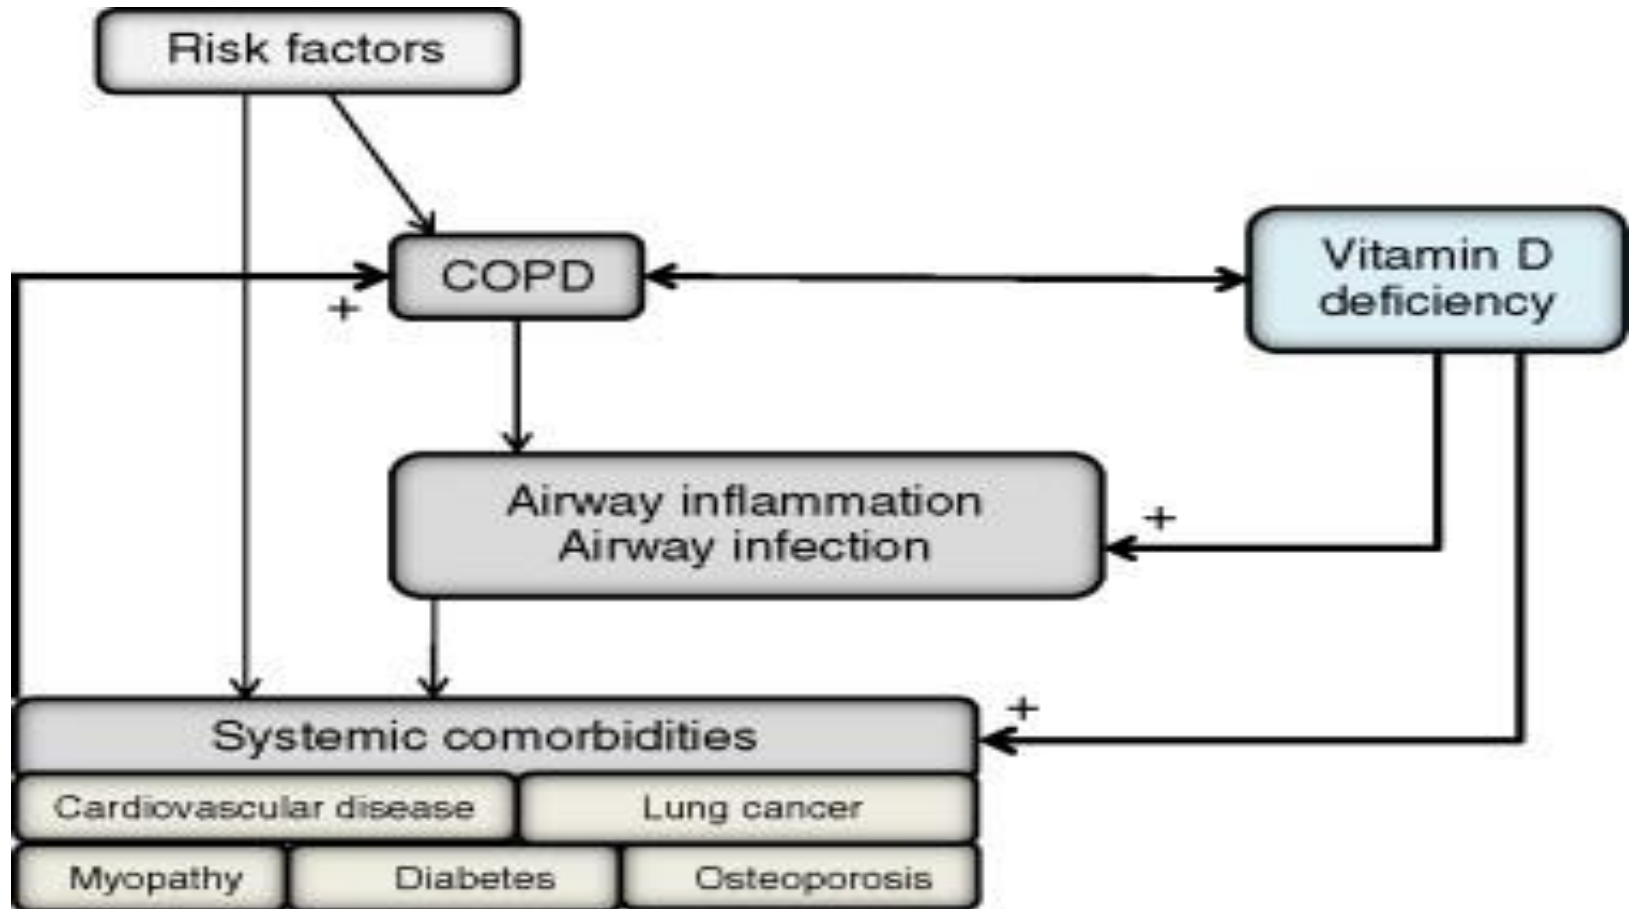 Risk factors
COPD
+
Vitamin D
deficiency
Airway inflammation
Airway infection
+
Systemic comorbidities
+
Cardiovascular disease
Lung cancer
Myopathy
Diabetes
Osteoporosis